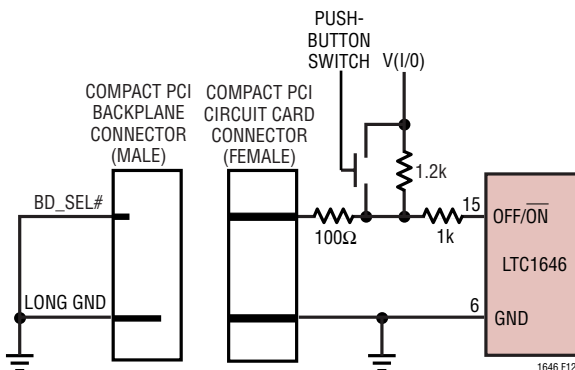 PUSH-
BUTTON
SWITCH
V(I/0)
COMPACT PCI
BACKPLANE
CONNECTOR
(MALE)
COMPACT PCI
CIRCUIT CARD
CONNECTOR
(FEMALE)
1.2k
BD_SEL#
100Ω
1k
15
OFF/O̅N̅
LTC1646
LONG GND
6
GND
1646 F12